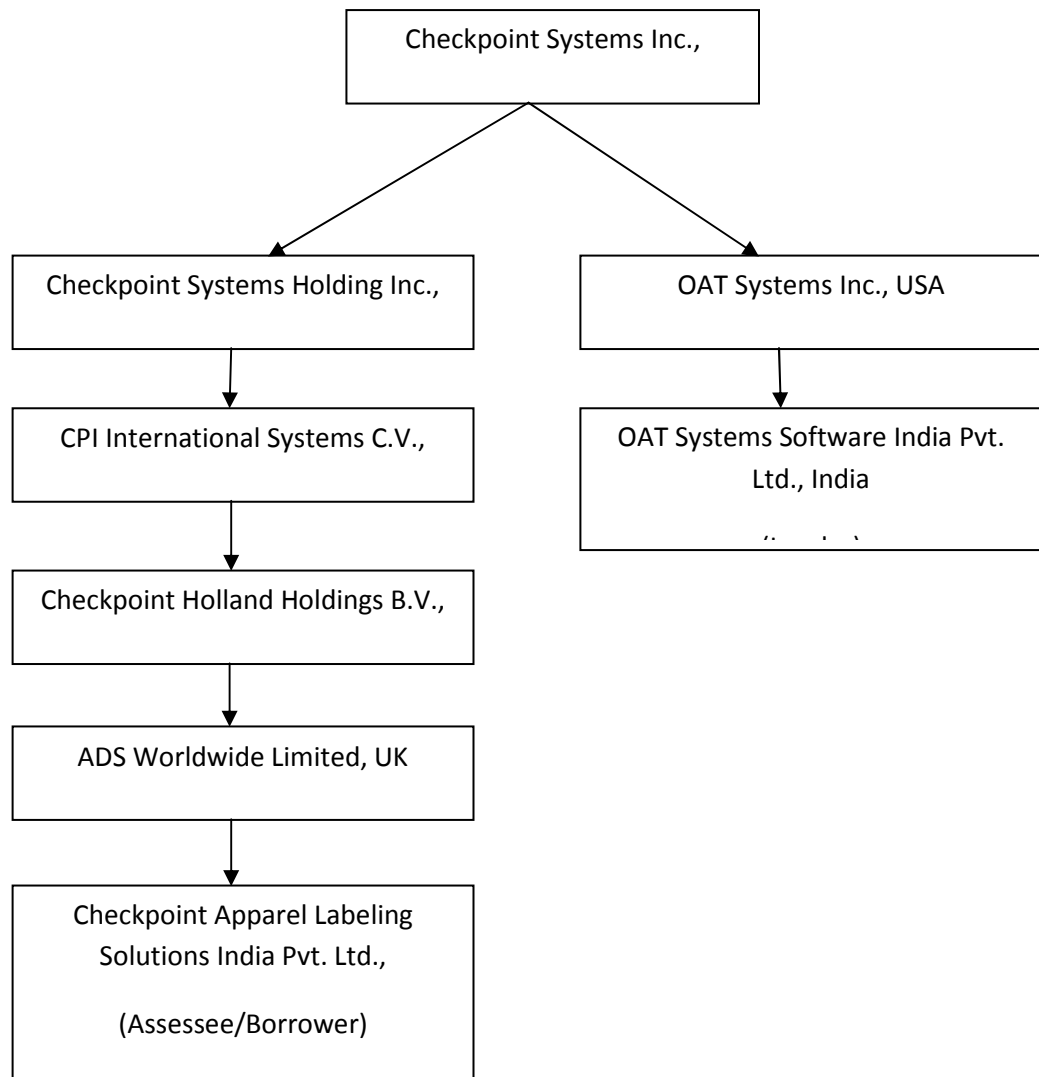 Checkpoint Systems Inc.,
Checkpoint Systems Holding Inc.,
OAT Systems Inc., USA
CPI International Systems C.V.,
OAT Systems Software India Pvt.
Ltd., India
Checkpoint Holland Holdings B.V.,
ADS Worldwide Limited, UK
Checkpoint Apparel Labeling
Solutions India Pvt. Ltd.,
(Assessee/Borrower)